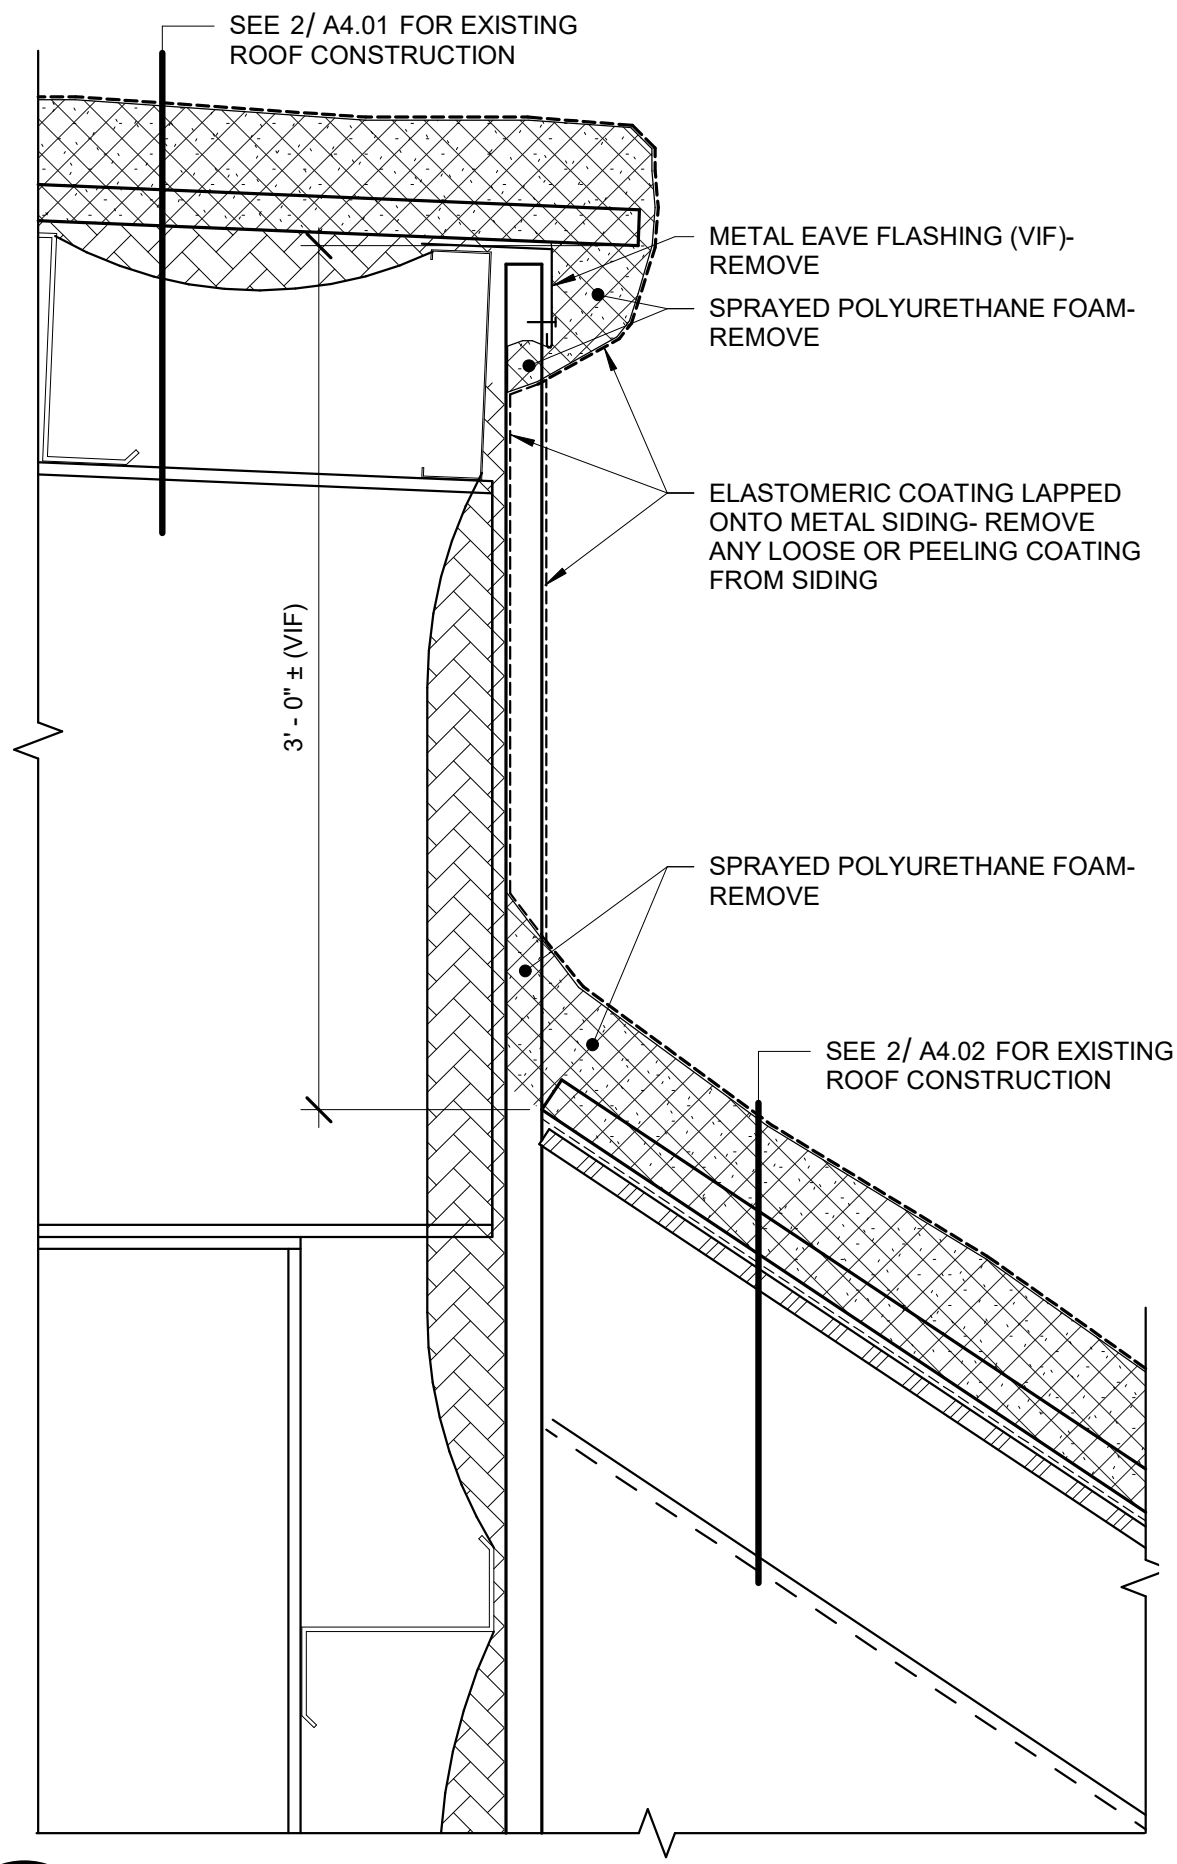 SEE 2/ A4.01 FOR EXISTING
ROOF CONSTRUCTION
METAL EAVE FLASHING (VIF)-
REMOVE
SPRAYED POLYURETHANE FOAM-
REMOVE
ELASTOMERIC COATING LAPPED
ONTO METAL SIDING- REMOVE
ANY LOOSE OR PEELING COATING
FROM SIDING
3' - 0" ± (VIF)
SPRAYED POLYURETHANE FOAM-
REMOVE
SEE 2/ A4.02 FOR EXISTING
ROOF CONSTRUCTION